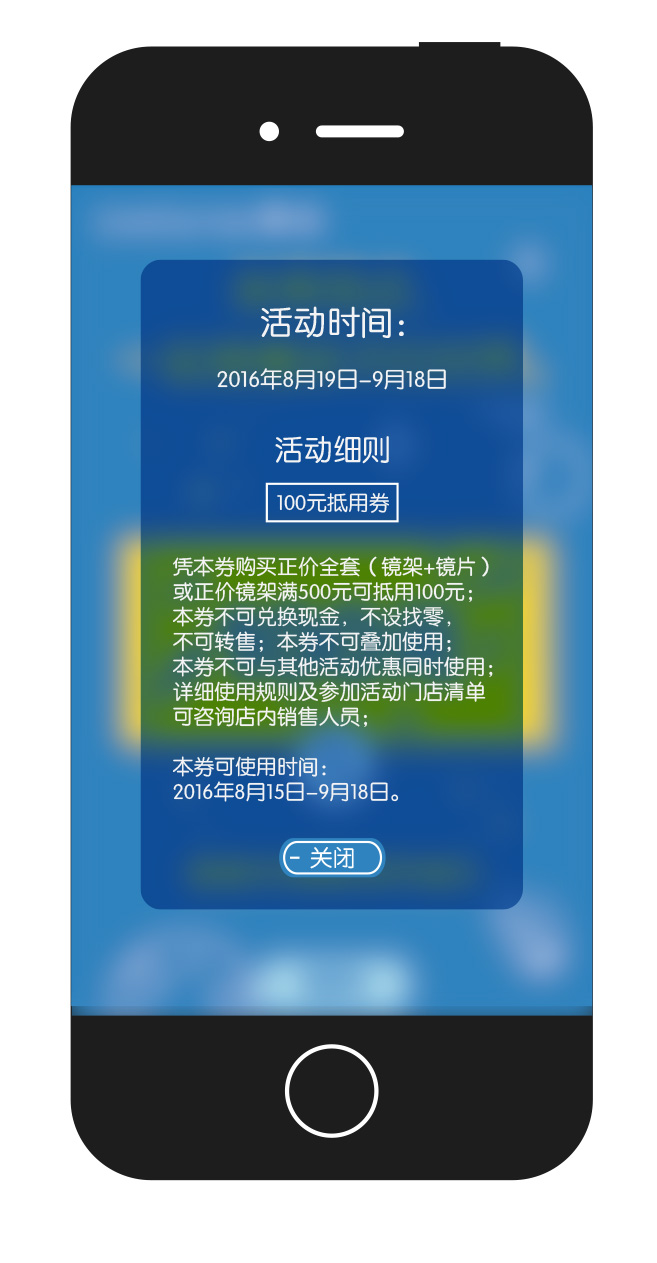 活动时间：
2016年8月19日-9月18日
活动细则
100元抵用券
凭本券购买正价全套（镜架+镜片）
或正价镜架满500元可抵用100元；
本券不可兑换现金，不设找零，
不可转售；本券不可叠加使用；
本券不可与其他活动优惠同时使用；
详细使用规则及参加活动门店清单
可咨询店内销售人员；
本券可使用时间：
2016年8月15日-9月18日。
- 关闭